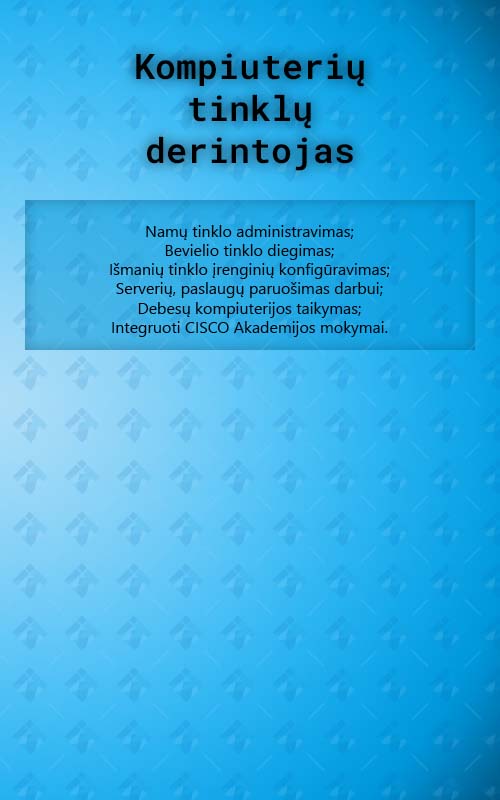 Kompiuterių
tinklų
derintojas
Namų tinklo administravimas;
Bevielio tinklo diegimas;
Išmanių tinklo įrenginių konfigūravimas;
Serverių, paslaugų paruošimas darbui;
Debesų kompiuterijos taikymas;
Integruoti CISCO Akademijos mokymai.